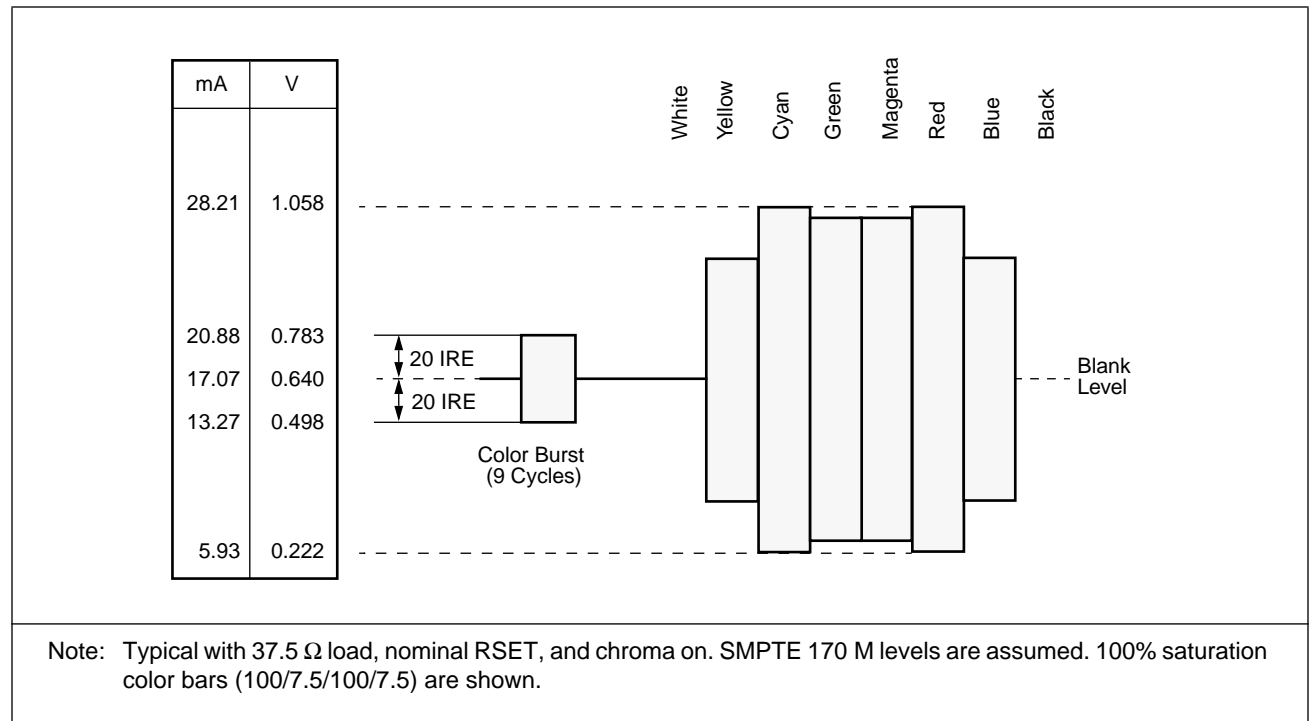 mA V
White Yellow Cyan Green Magenta Red Blue Black
28.21 1.058
20.88 0.783
20 IRE
17.07 0.640
Blank
Level
20 IRE
13.27 0.498
Color Burst
(9 Cycles)
5.93 0.222
Note: Typical with 37.5 Ω load, nominal RSET, and chroma on. SMPTE 170 M levels are assumed. 100% saturation
color bars (100/7.5/100/7.5) are shown.